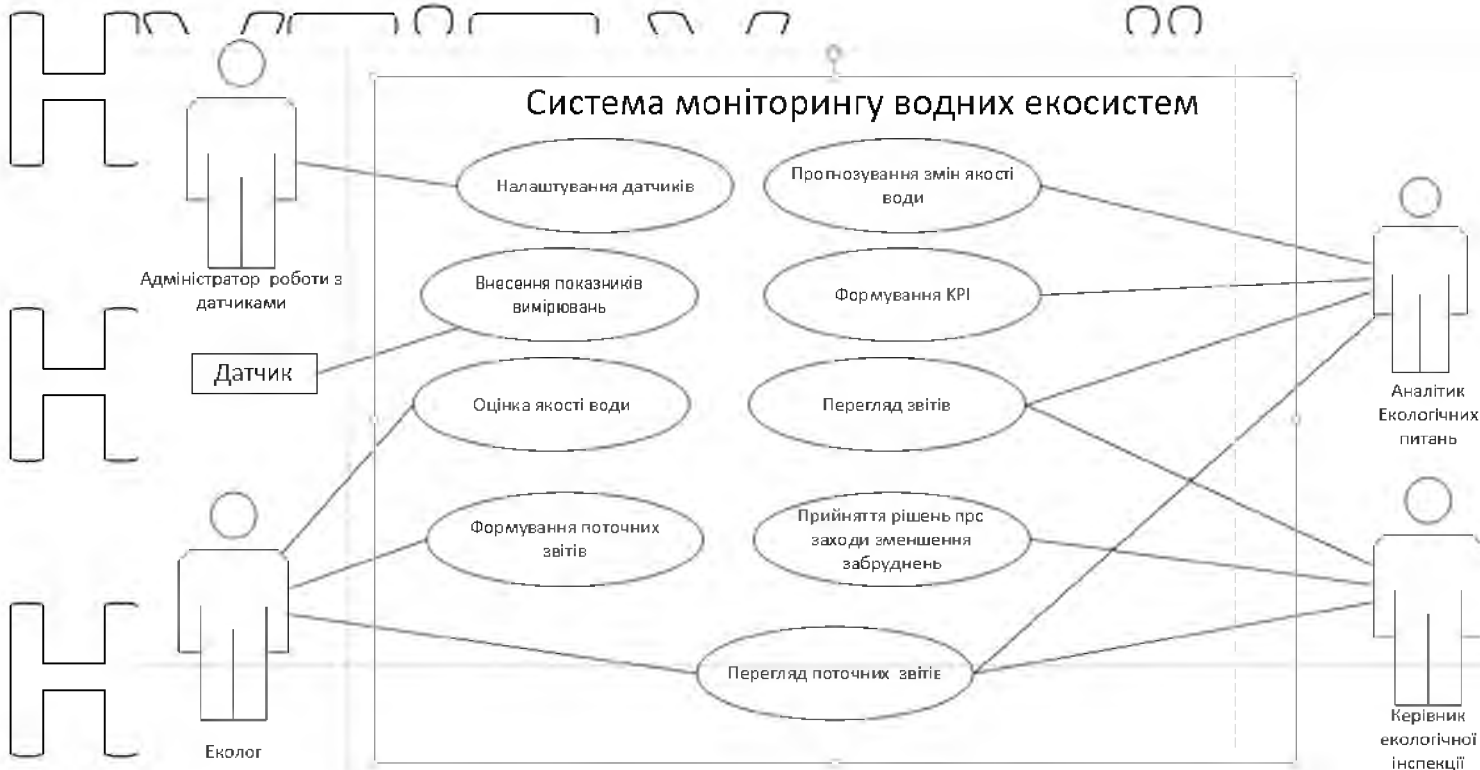 Система моніторингу водних екосистем
Налаштування датчиків
Прогнозування змін якості
води
Адміністратор роботи з
датчиками
Внесення показників
вимірювань
Формування KPI
Датчик
Оцінка якості води
Перегляд звітів
Аналітик
Екологічних
питань
Формування поточних
звітів
Прийняття рішень прс
заходи зменшення
забруднень
Перегляд поточних звітів
Еколог
Керівник
екологічної
інспекції